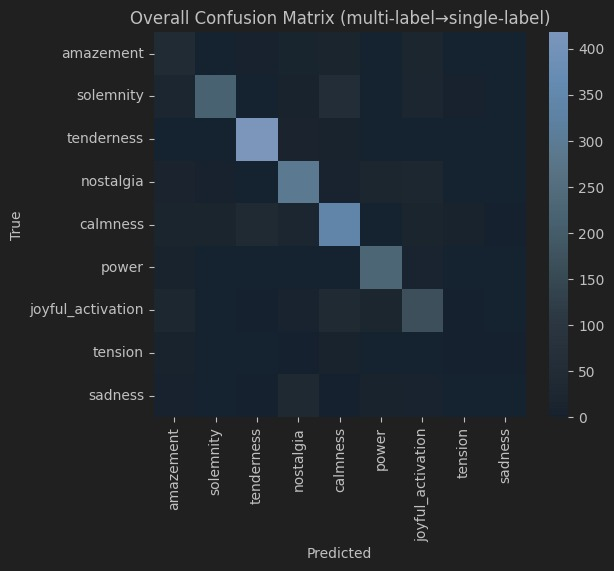 Overall Confusion Matrix (multi-label→single-label)
True
amazement
solemnity
tenderness
nostalgia
calmness
power
joyful_activation
tension
sadness
amazement
solemnity
tenderness
nostalgia
calmness
power
joyful_activation
tension
sadness
Predicted
400
350
300
250
200
150
100
50
0